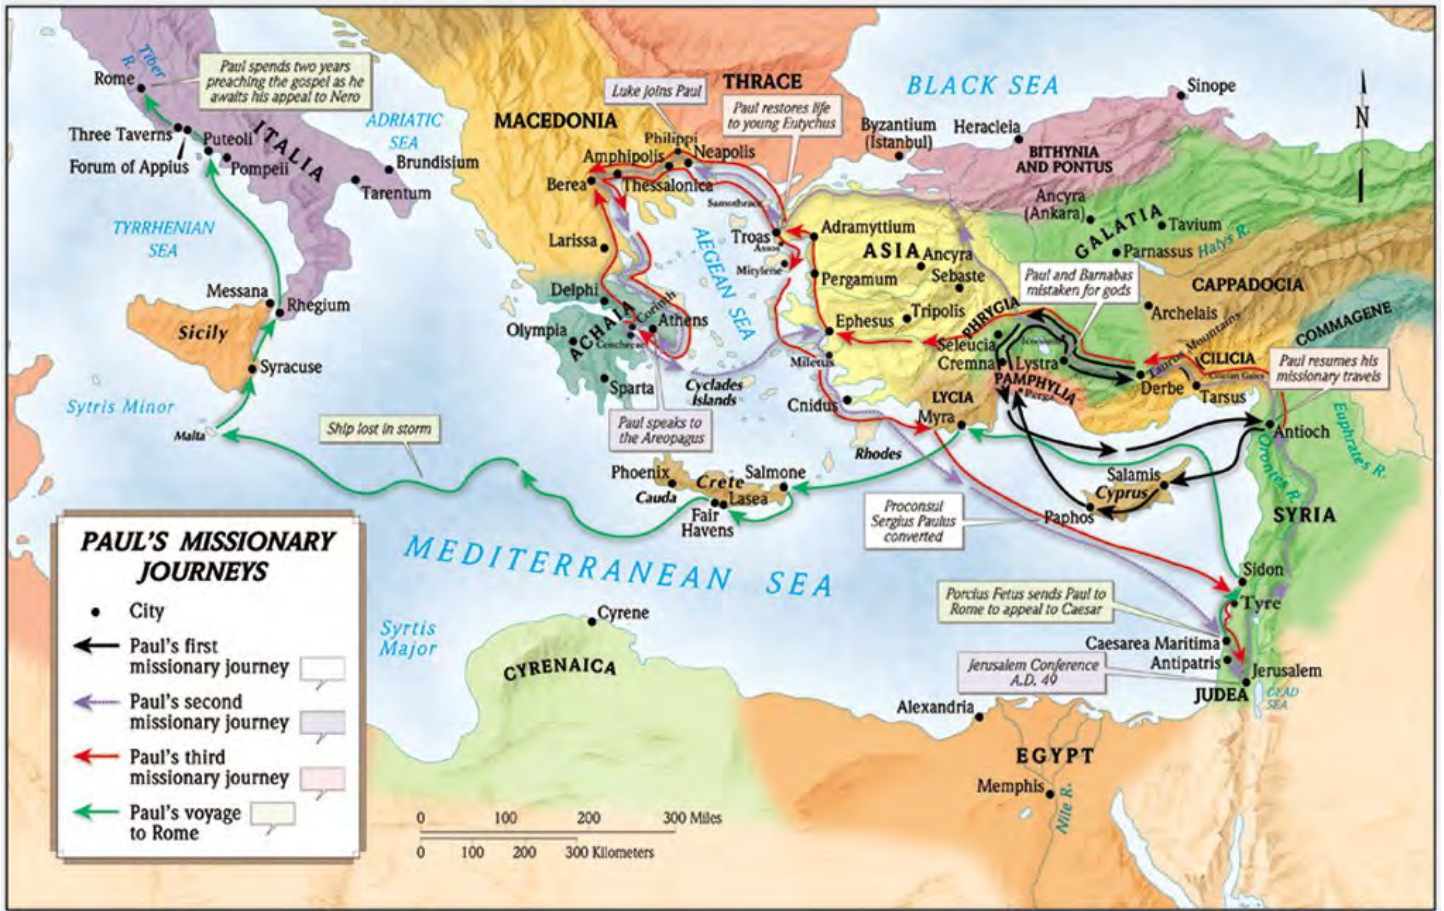 Tiber
R.
Rome
Paul spends two years
preaching the gospel as he
awaits his appeal to Nero
Three Taverns
Forum of Appius
Puteoli
Pompeii
ITALIA
ADRIATIC
SEA
Brundisium
Tarentum
TYRRHENIAN
SEA
Messana
Rhegium
Sicily
Syracuse
Sytris Minor
Malta
Ship lost in storm
MACEDONIA
Luke joins Paul
THRACE
Paul restores life
to young Eutychus
Philippi
Neapolis
Amphipolis
Berea
Thessalonica
Samothrace
Larissa
Troas
Assos
Mitylene
AEGEAN SEA
Delphi
ACHAIA
Corinth
Athens
Cenchreae
Olympia
Sparta
Cyclades
Islands
Paul speaks to
the Areopagus
BLACK SEA
Sinope
Byzantium
(Istanbul)
Heracleia
BITHYNIA
AND PONTUS
Ancyra
(Ankara)
GALATIA
Tavium
Parnassus
Halys R.
Adramyttium
ASIA
Ancyra
Sebaste
Pergamum
Tripolis
Ephesus
Miletus
Cnidus
PHRYGIA
Paul and Barnabas
mistaken for gods
CAPPADOCIA
Archelais
COMMAGENE
Seleucia
Cremna
Lystra
Iconium
PAMPHYLIA
Perga
Derbe
Taurus Mountains
CILICIA
Cilician Gates
Tarsus
Paul resumes his
missionary travels
LYCIA
Myra
Rhodes
Antioch
Euphrates R.
Orontes R.
Salamis
Cyprus
Paphos
SYRIA
Phoenix
Cauda
Crete
Salmone
Lasea
Fair
Havens
Proconsul
Sergius Paulus
converted
MEDITERRANEAN SEA
Sidon
Tyre
Porcius Fetus sends Paul to
Rome to appeal to Caesar
Caesarea Maritima
Antipatris
Jerusalem Conference
A.D. 49
Jerusalem
JUDEA
DEAD
SEA
Cyrene
CYRENAICA
Syrtis
Major
Alexandria
EGYPT
Memphis
Nile R.
N
PAUL'S MISSIONARY
JOURNEYS
City
Paul's first
missionary journey
Paul's second
missionary journey
Paul's third
missionary journey
Paul's voyage
to Rome
0 100 200 300 Miles
0 100 200 300 Kilometers